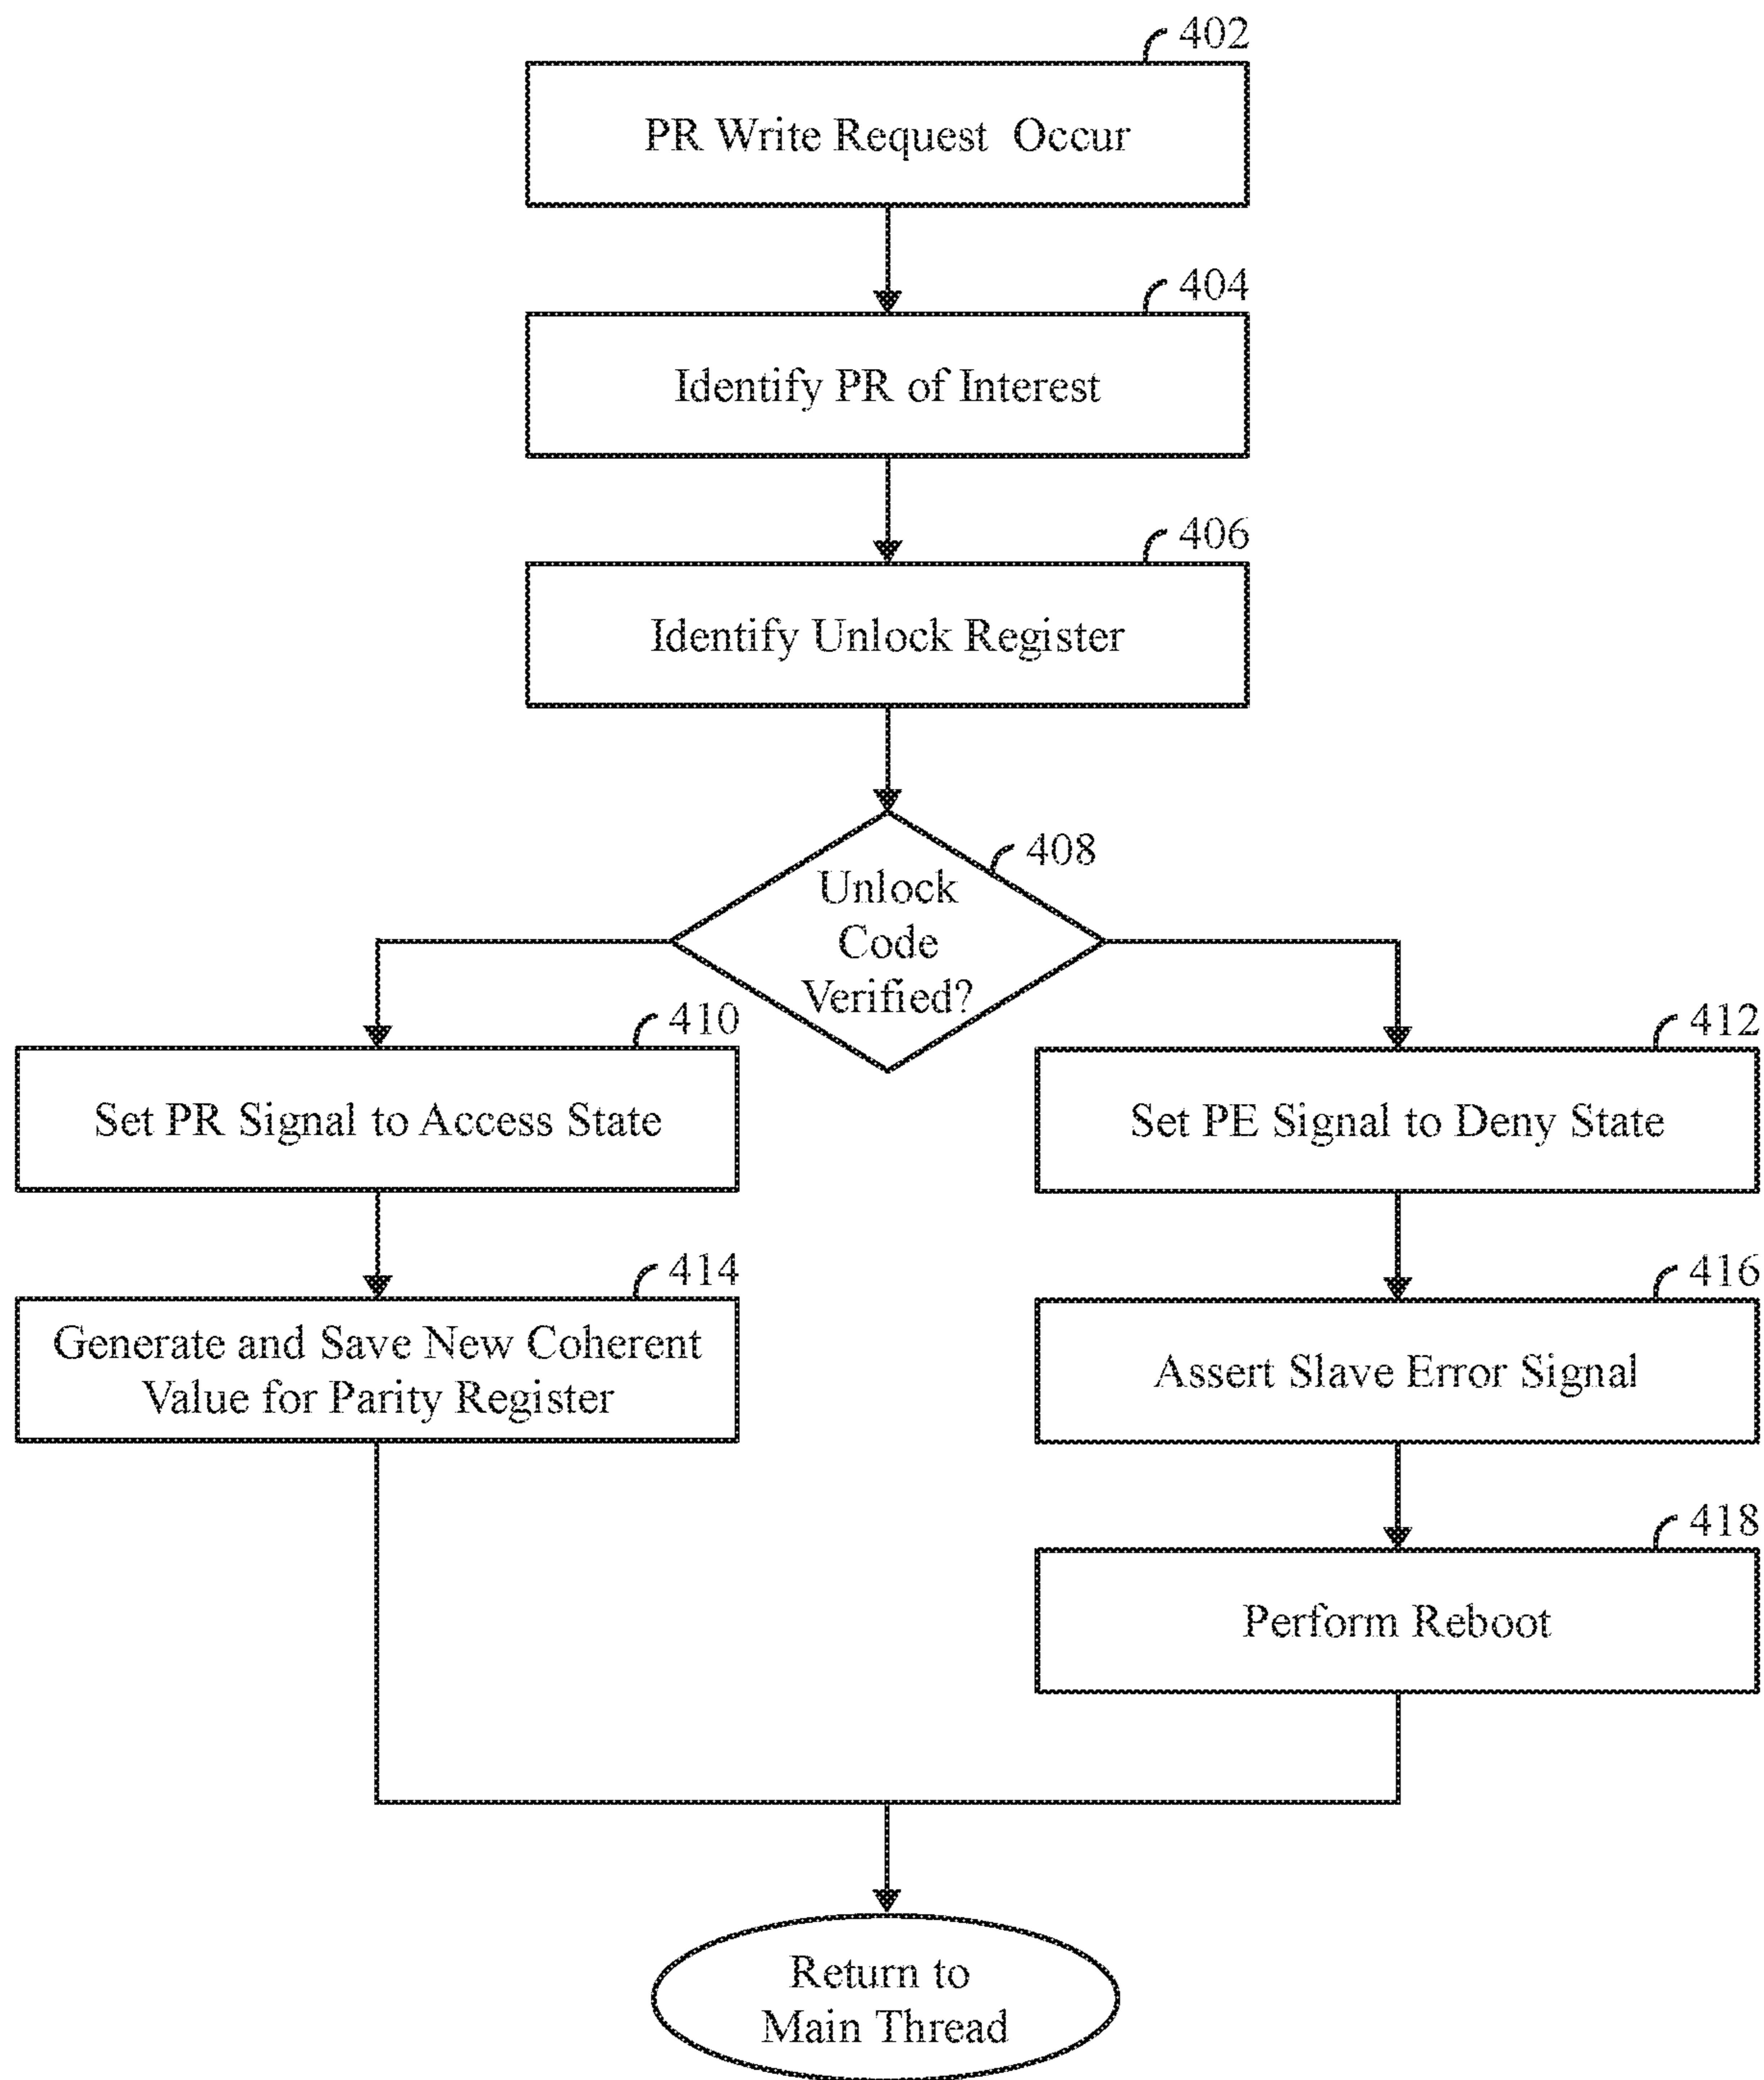 402
PR Write Request Occur
404
Identify PR of Interest
406
Identify Unlock Register
408
Unlock
Code
Verified?
410
Set PR Signal to Access State
412
Set PE Signal to Deny State
414
Generate and Save New Coherent
Value for Parity Register
416
Assert Slave Error Signal
418
Perform Reboot
Return to
Main Thread